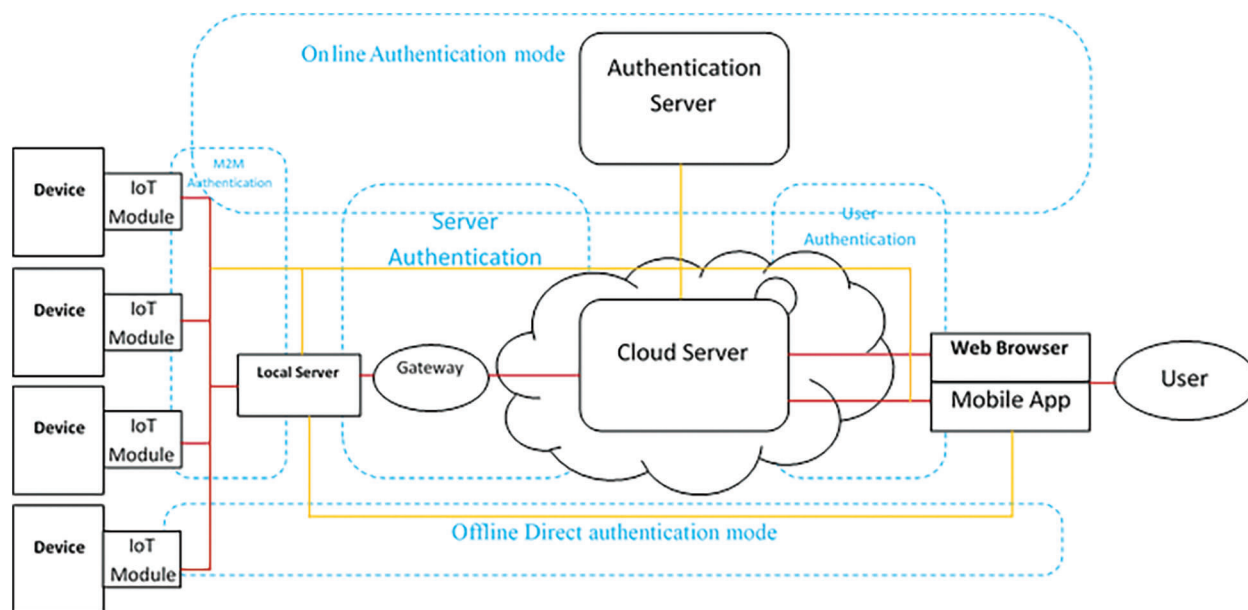 Online Authentication mode
Authentication
Server
M2M
Authentication
Device
IoT
Module
Server
Authentication
User
Authentication
Device
IoT
Module
Local Server
Gateway
Cloud Server
Web Browser
Mobile App
User
Device
IoT
Module
Device
IoT
Module
Offline Direct authentication mode